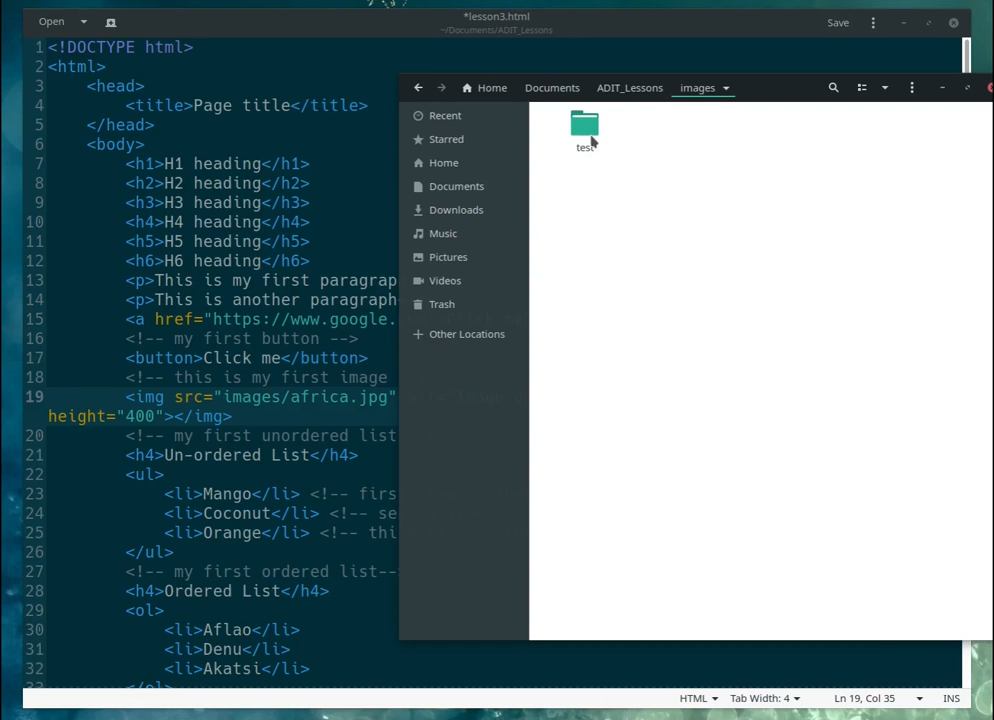 Open
*lesson3.html
~/Documents/ADIT_Lessons
Save
1 <!DOCTYPE html>
2 <html>
3 <head>
4 <title>Page title</title>
5 </head>
6 <body>
7 <h1>H1 heading</h1>
8 <h2>H2 heading</h2>
9 <h3>H3 heading</h3>
10 <h4>H4 heading</h4>
11 <h5>H5 heading</h5>
12 <h6>H6 heading</h6>
13 <p>This is my first paragrap
14 <p>This is another paragraph
15 <a href="https://www.google.
16 <!-- my first button -->
17 <button>Click me</button>
18 <!-- this is my first image
19 <img src="images/africa.jpg"
height="400"></img>
20 <!-- my first unordered list
21 <h4>Un-ordered List</h4>
22 <ul>
23 <li>Mango</li> <!-- firs
24 <li>Coconut</li> <!-- se
25 <li>Orange</li> <!-- thi
26 </ul>
27 <!-- my first ordered list--
28 <h4>Ordered List</h4>
29 <ol>
30 <li>Aflao</li>
31 <li>Denu</li>
32 <li>Akatsi</li>
33 </ol>
Home Documents ADIT_Lessons images
Recent
Starred
Home
Documents
Downloads
Music
Pictures
Videos
Trash
Other Locations
test
HTML Tab Width: 4 Ln 19, Col 35 INS